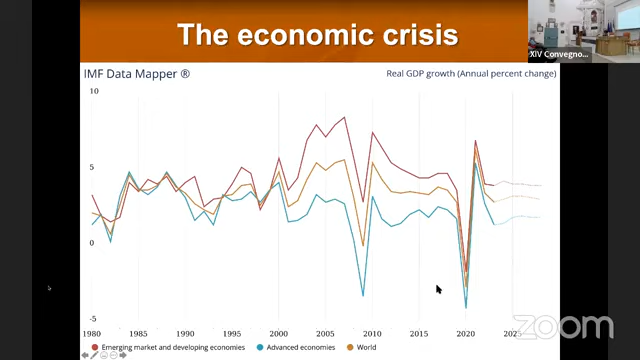 The economic crisis
XIV Convegno...
IMF Data Mapper ®
Real GDP growth (Annual percent change)
10
5
0
-5
1980 1985 1990 1995 2000 2005 2010 2015 2020 2025
Emerging market and developing economies Advanced economies World
zoom